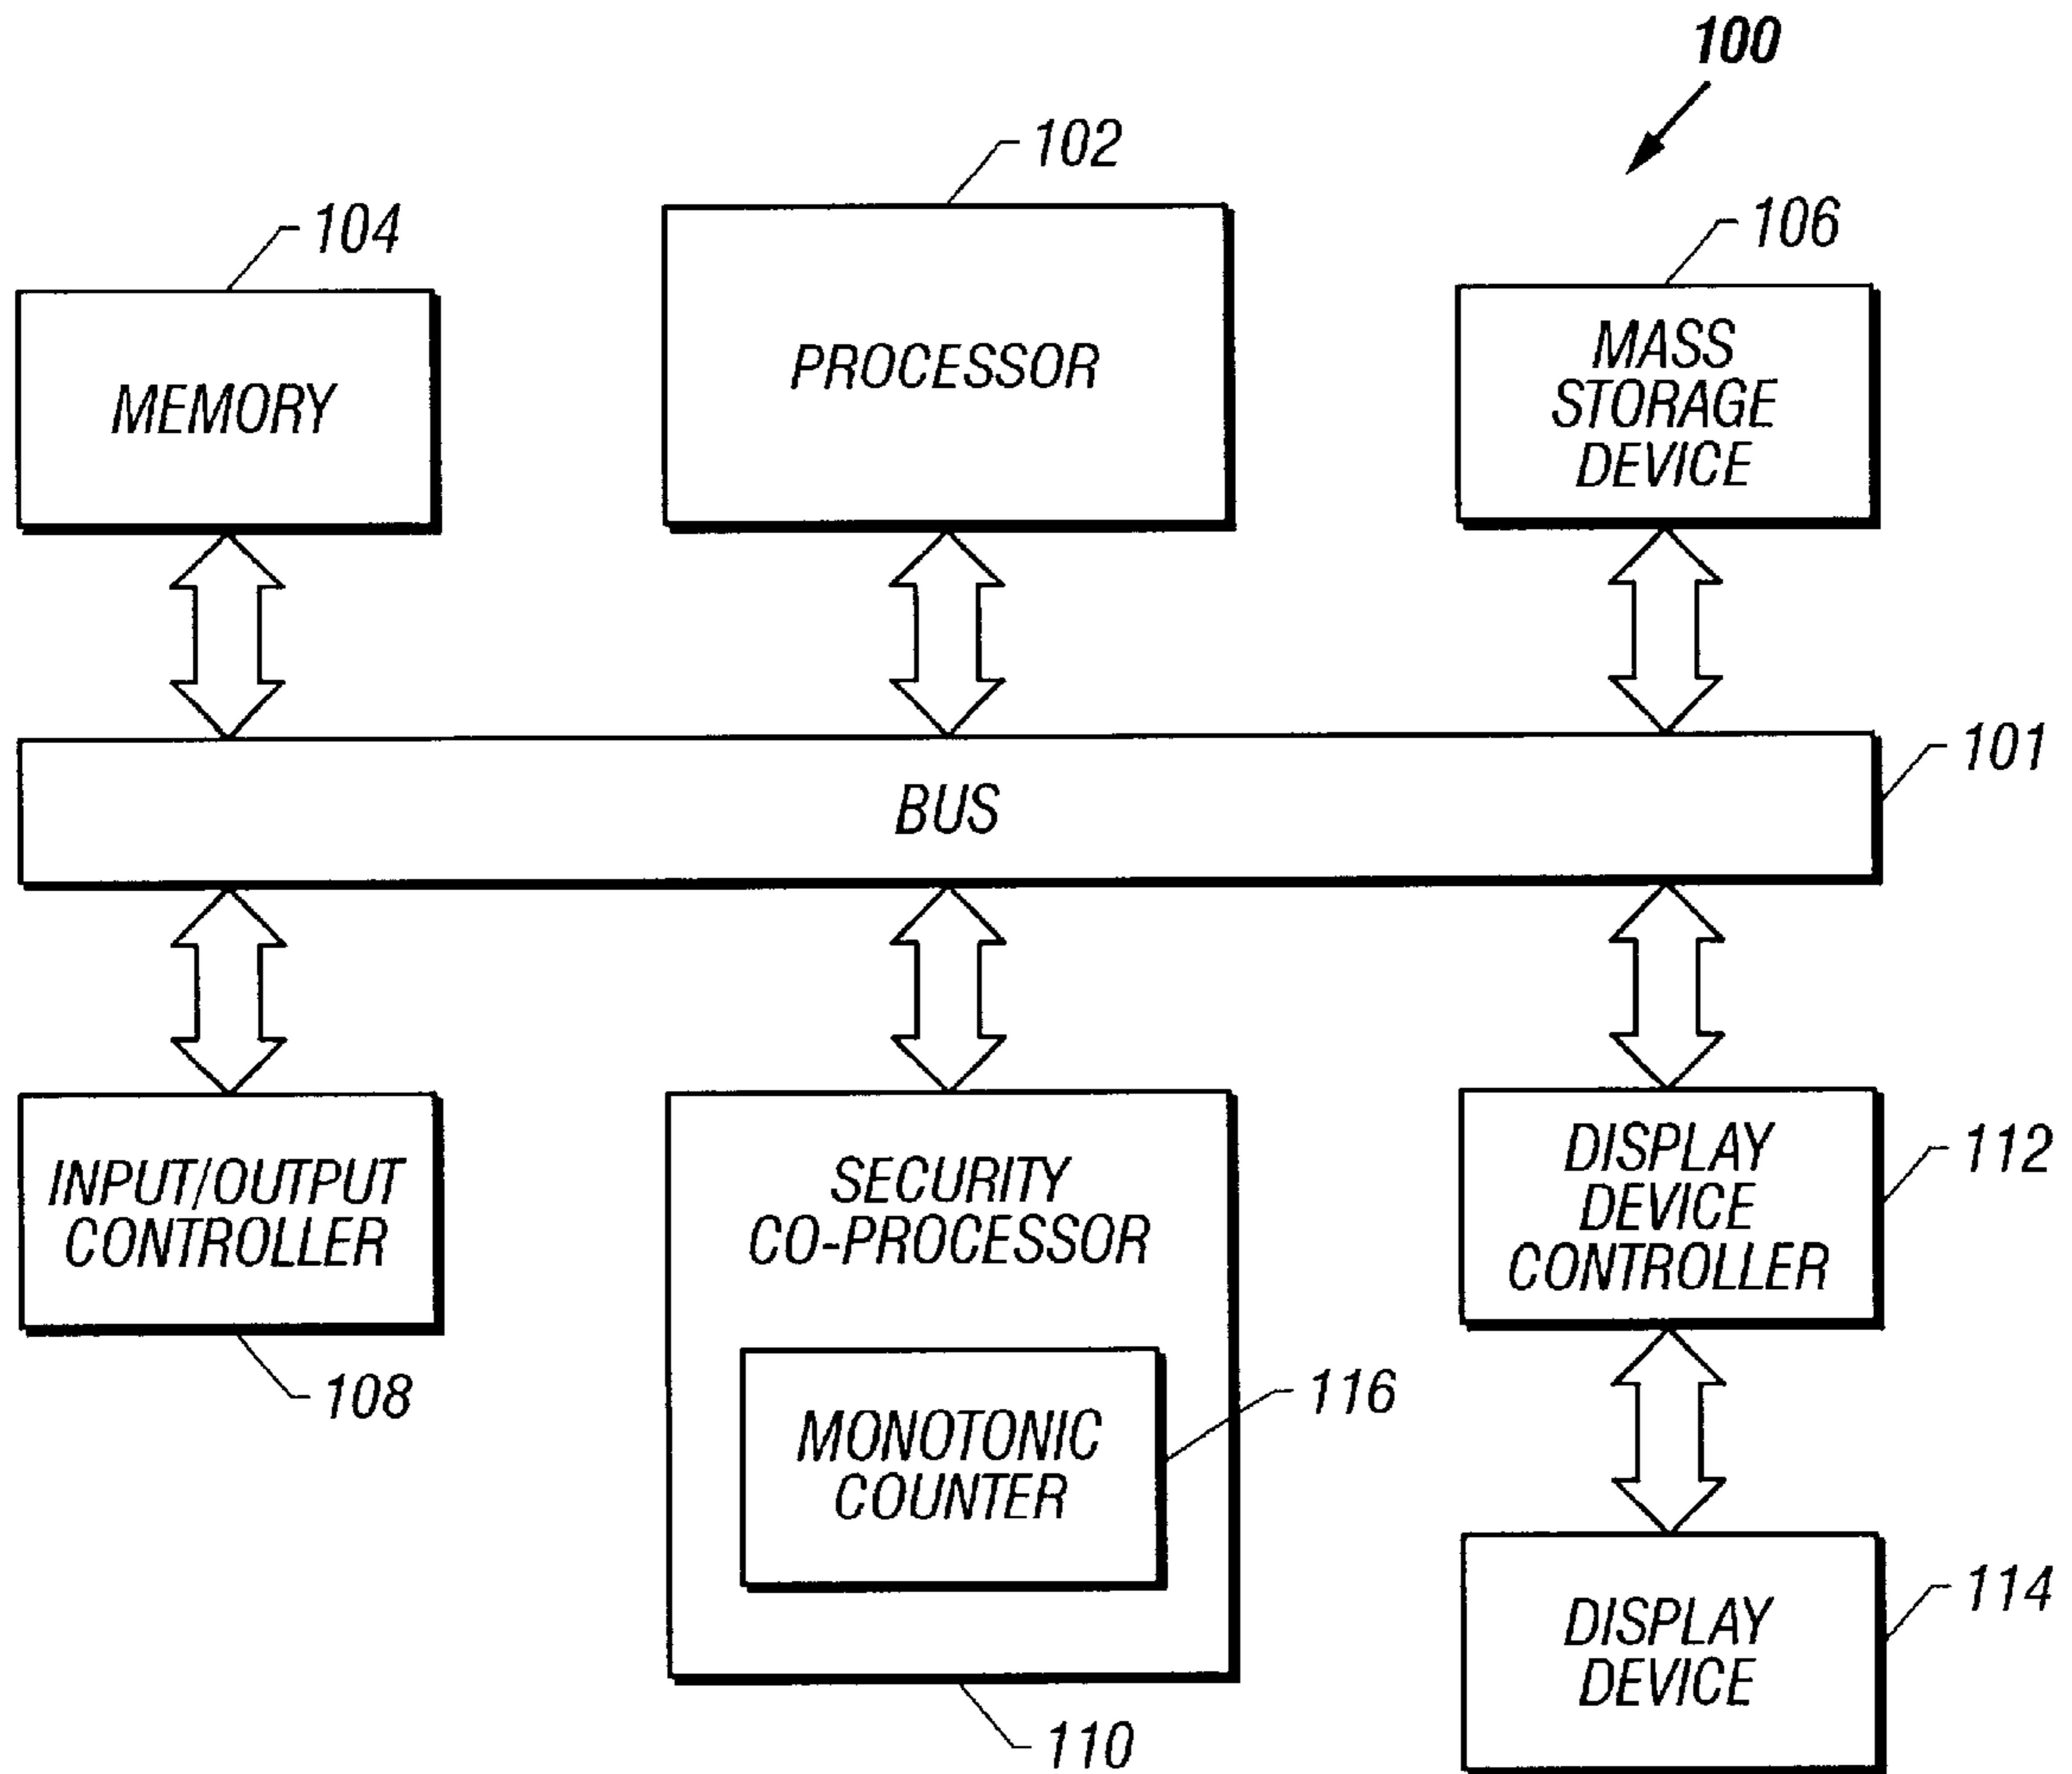 100
102
104
106
MEMORY
PROCESSOR
MASS
STORAGE
DEVICE
101
BUS
INPUT/OUTPUT
CONTROLLER
108
SECURITY
CO-PROCESSOR
MONOTONIC
COUNTER
116
110
DISPLAY
DEVICE
CONTROLLER
112
DISPLAY
DEVICE
114